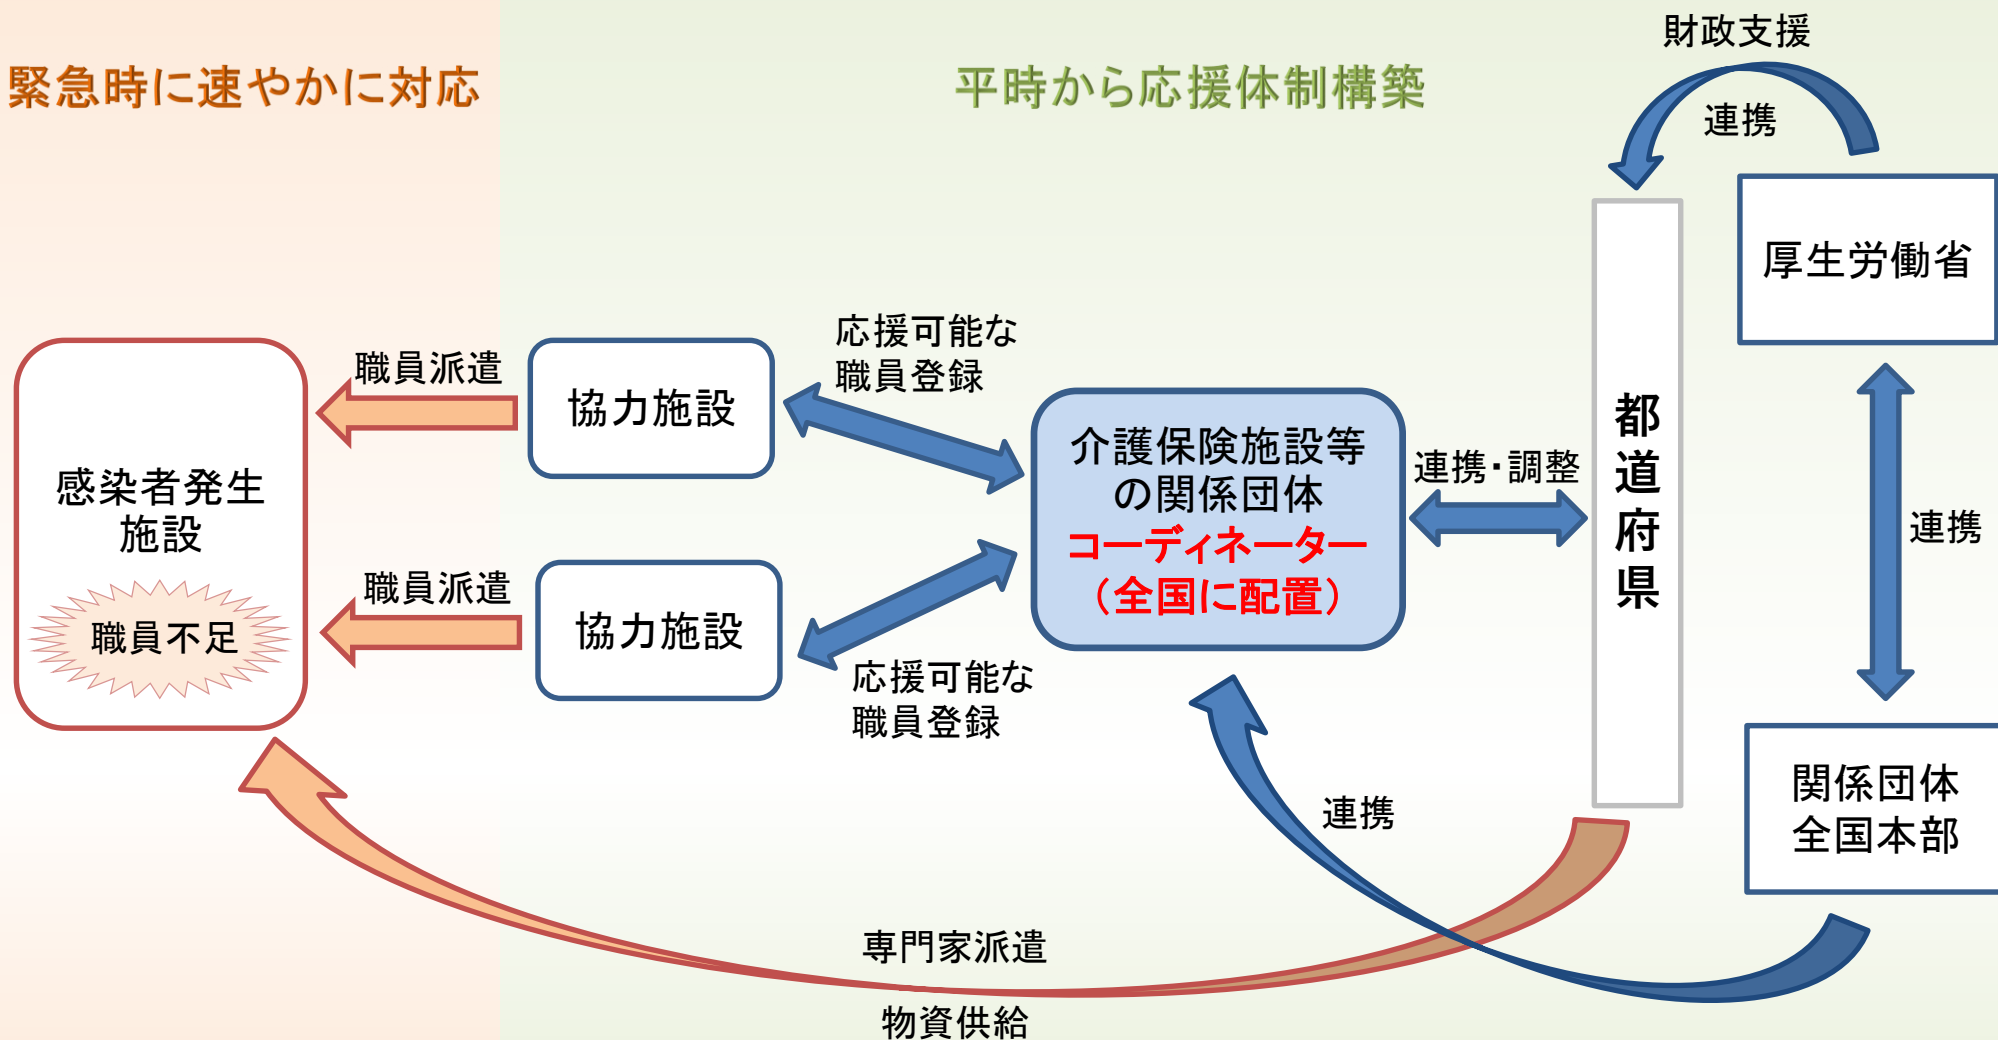 財政支援
緊急時に速やかに対応
平時から応援体制構築
連携
厚生労働省
職員派遣
協力施設
応援可能な
職員登録
感染者発生
施設
職員不足
職員派遣
協力施設
応援可能な
職員登録
介護保険施設等
の関係団体
コーディネーター
（全国に配置）
連携・調整
都道府県
連携
関係団体
全国本部
連携
専門家派遣
物資供給